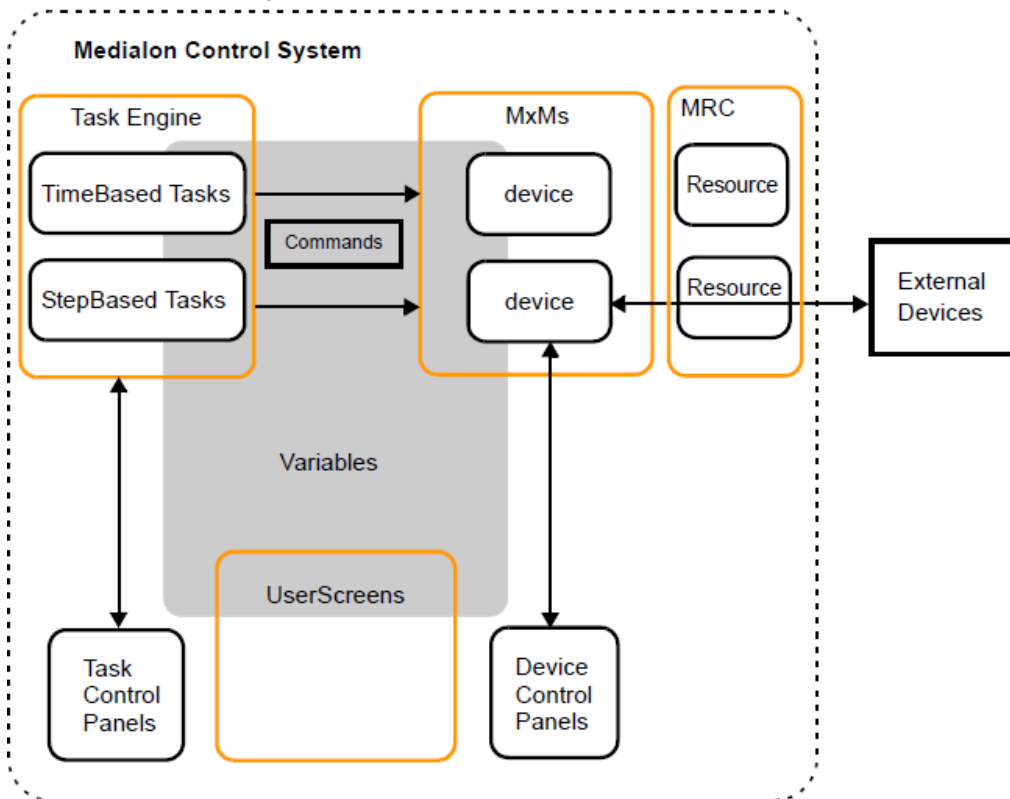 Medialon Control System
Task Engine
MxMs
MRC
TimeBased Tasks
device
Resource
Commands
StepBased Tasks
device
Resource
External
Devices
Variables
UserScreens
Task
Control
Panels
Device
Control
Panels